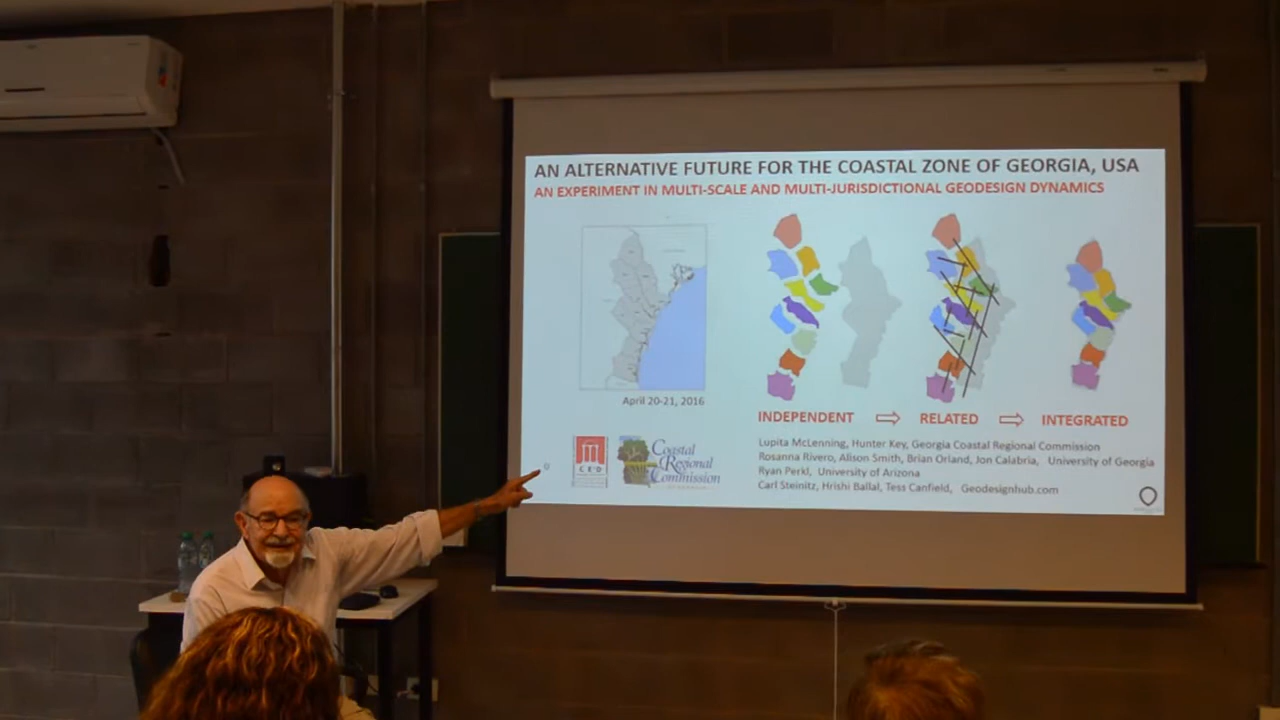 AN ALTERNATIVE FUTURE FOR THE COASTAL ZONE OF GEORGIA, USA
AN EXPERIMENT IN MULTI-SCALE AND MULTI-JURISDICTIONAL GEODESIGN DYNAMICS
April 20-21, 2016
INDEPENDENT
RELATED
INTEGRATED
CE+D
Coastal
Regional
Commission
Lupita McLenning, Hunter Key, Georgia Coastal Regional Commission
Rosanna Rivero, Alison Smith, Brian Orland, Jon Calabria, University of Georgia
Ryan Perkl, University of Arizona
Carl Steinitz, Hrishi Ballal, Tess Canfield, Geodesignhub.com